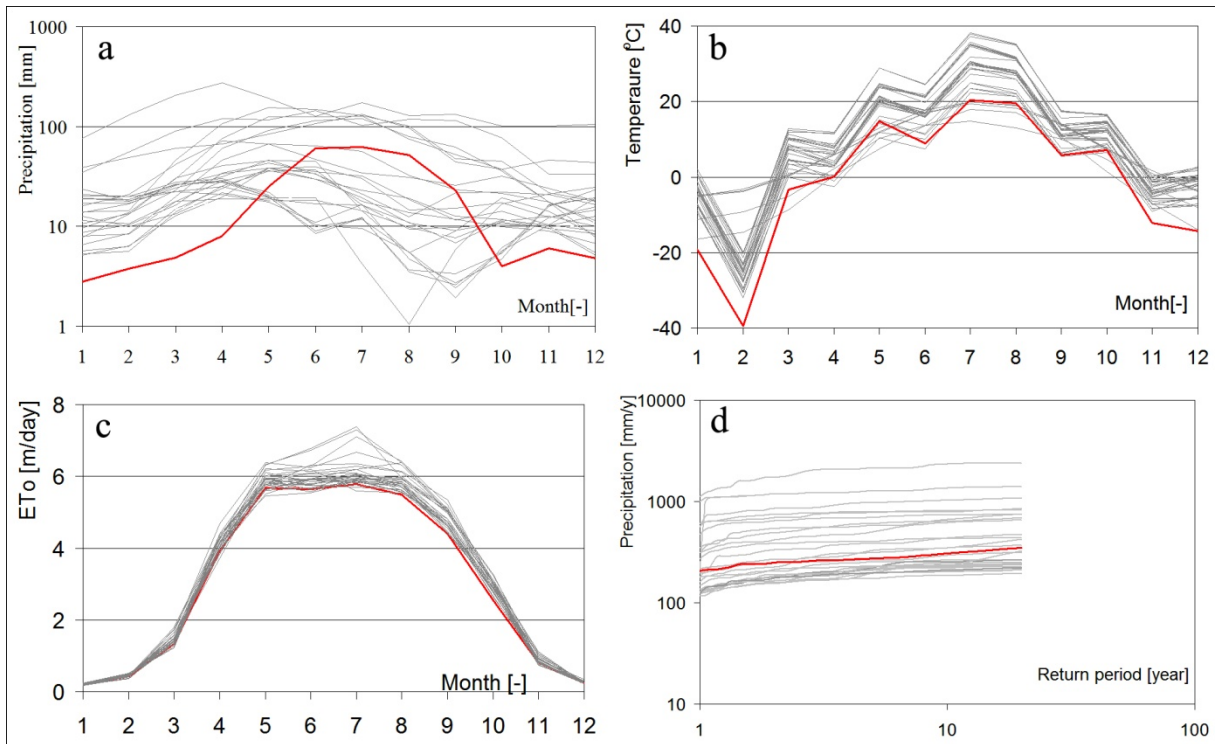 a
Precipitation [mm]
1000
100
10
1
Month[-]
1 2 3 4 5 6 7 8 9 10 11 12
b
Temperaure [⁰C]
40
20
0
-20
-40
Month[-]
1 2 3 4 5 6 7 8 9 10 11 12
c
ETo [m/day]
8
6
4
2
0
Month [-]
1 2 3 4 5 6 7 8 9 10 11 12
d
Precipitation [mm/y]
10000
1000
100
10
Return period [year]
1 10 100